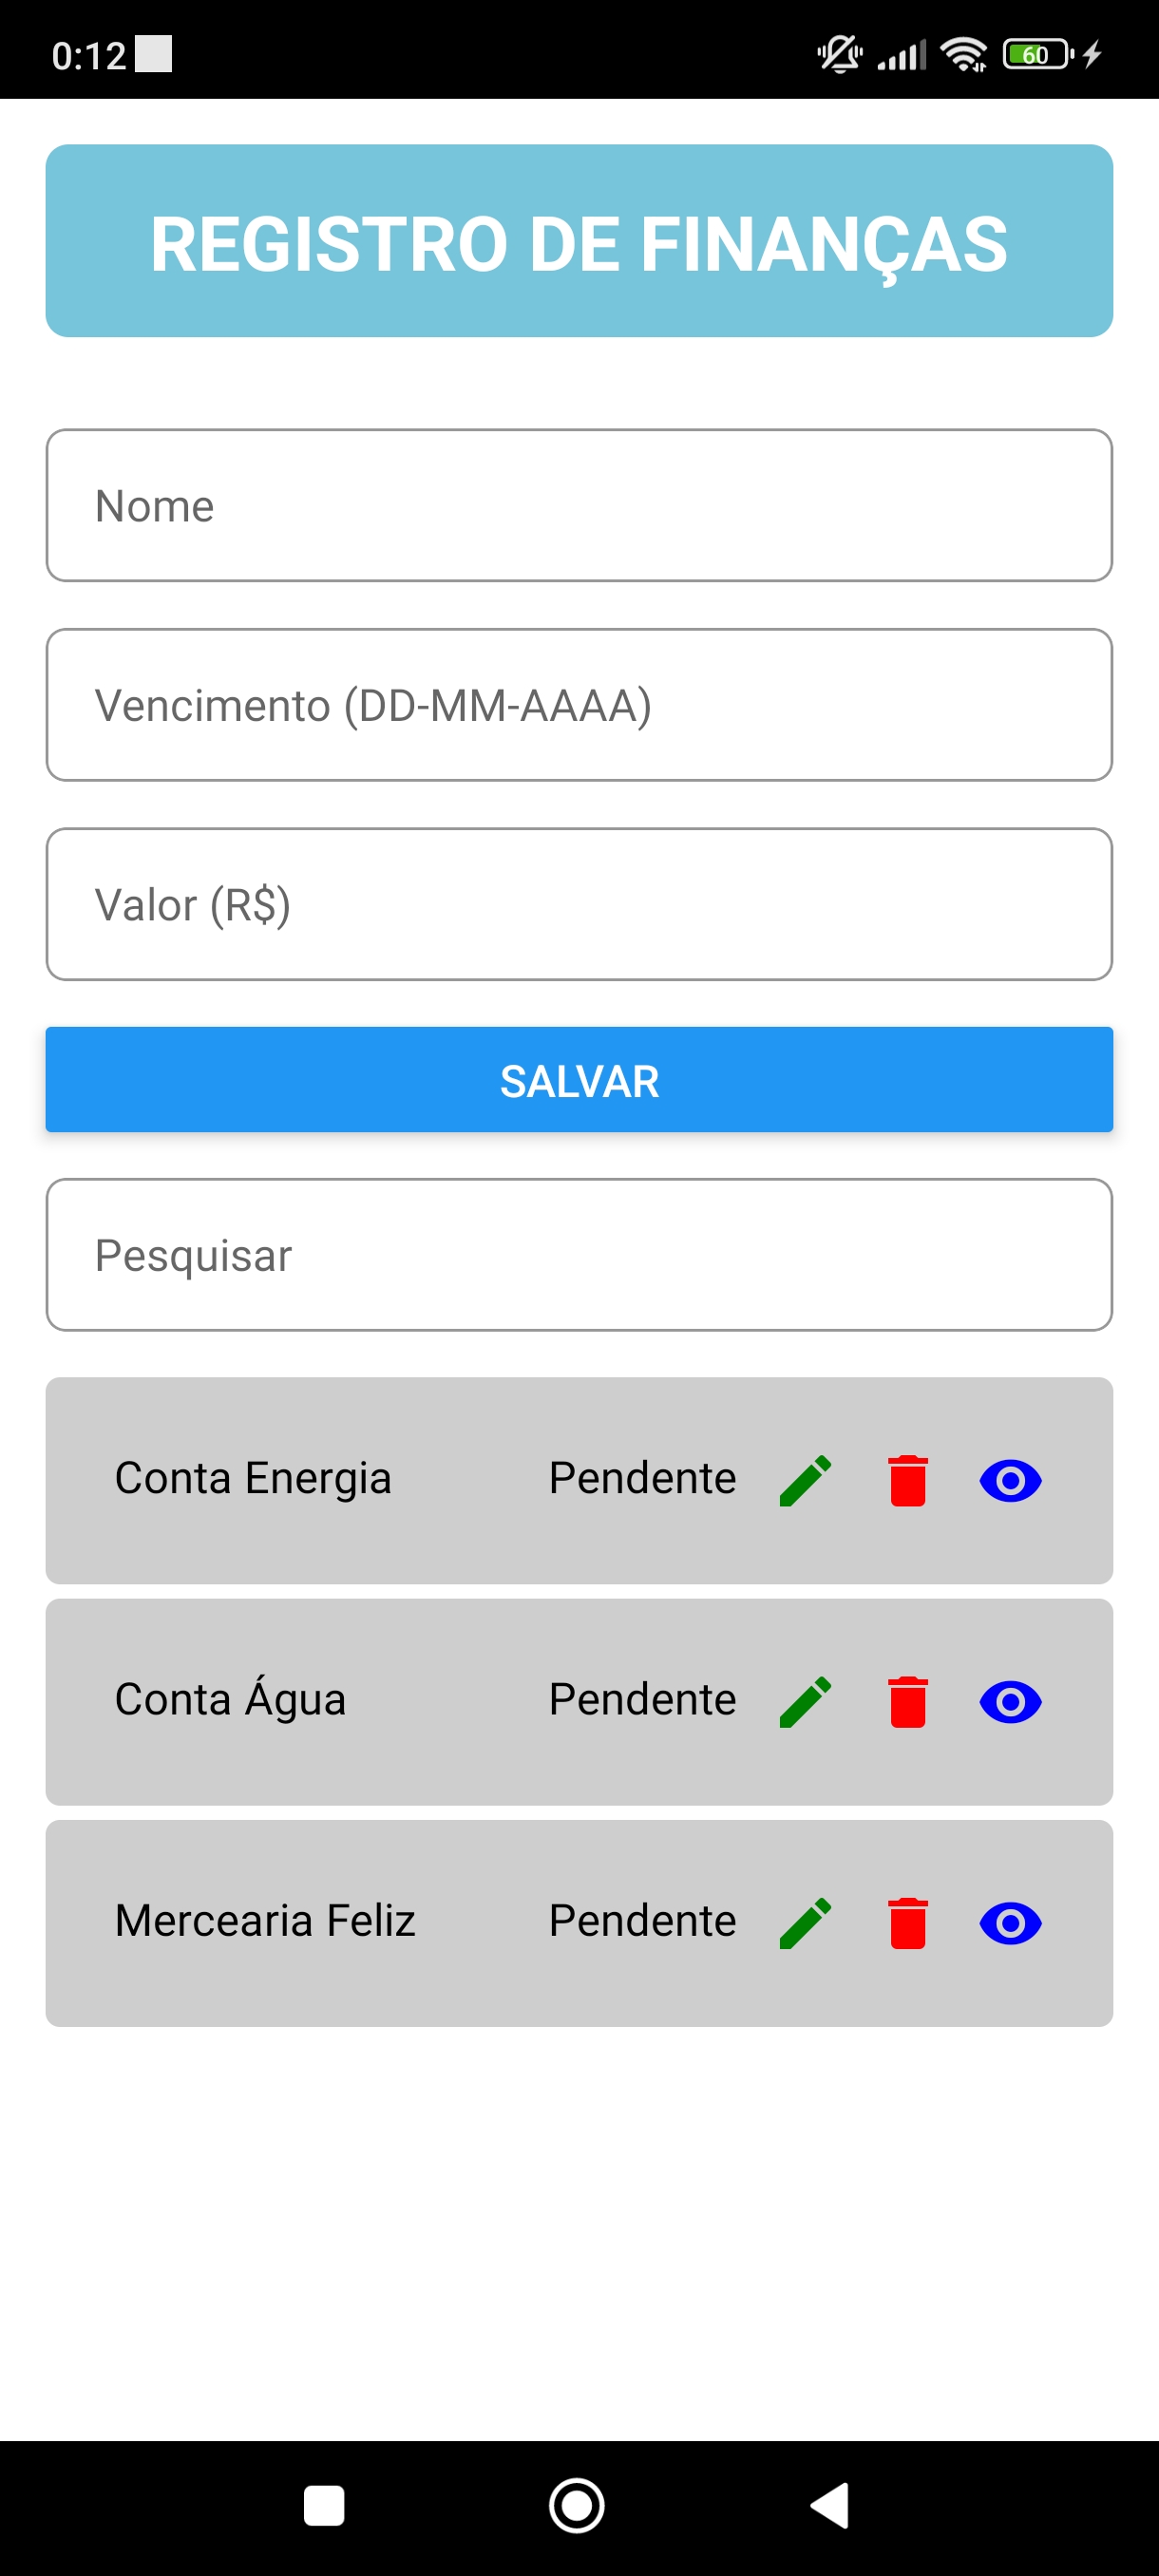 0:12
60
REGISTRO DE FINANÇAS
Nome
Vencimento (DD-MM-AAAA)
Valor (R$)
SALVAR
Pesquisar
Conta Energia Pendente
Conta Água Pendente
Mercearia Feliz Pendente